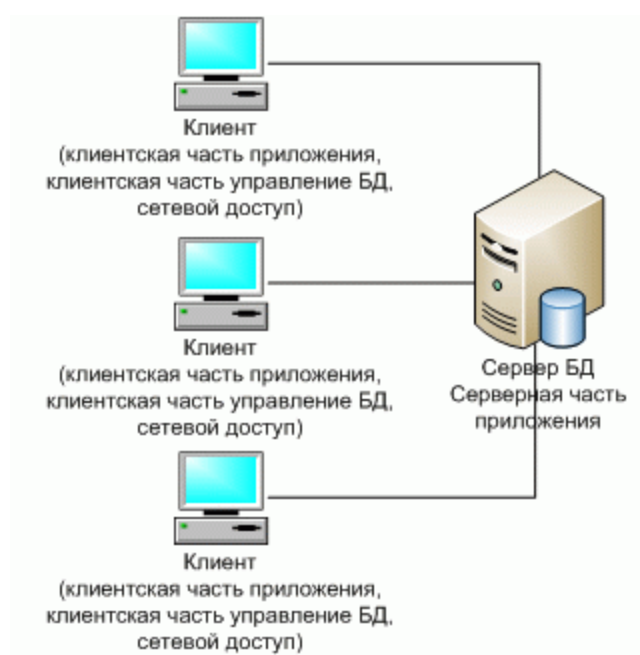 Клиент
(клиентская часть приложения,
клиентская часть управление БД,
сетевой доступ)
Клиент
(клиентская часть приложения,
клиентская часть управление БД,
сетевой доступ)
Сервер БД
Серверная часть
приложения
Клиент
(клиентская часть приложения,
клиентская часть управление БД,
сетевой доступ)